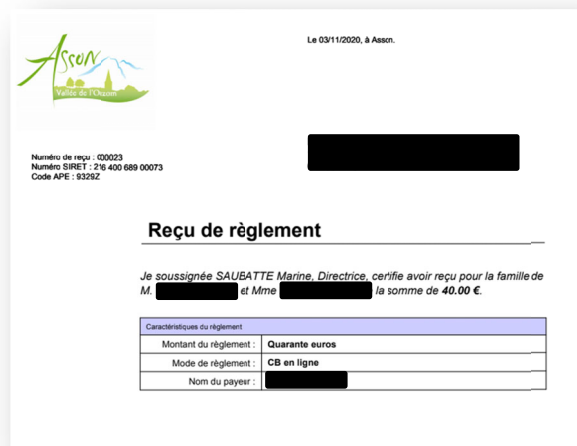 Asson
Vallée de l'Ouzom
Le 03/11/2020, à Asson.
Numéro de reçu : 00023
Numéro SIRET : 216 400 689 00073
Code APE : 9329Z
Reçu de règlement
Je soussignée SAUBATTE Marine, Directrice, certifie avoir reçu pour la famille de
M. et Mme la somme de 40.00 €.
Caractéristiques du règlement
Montant du règlement : Quarante euros
Mode de règlement : CB en ligne
Nom du payeur :